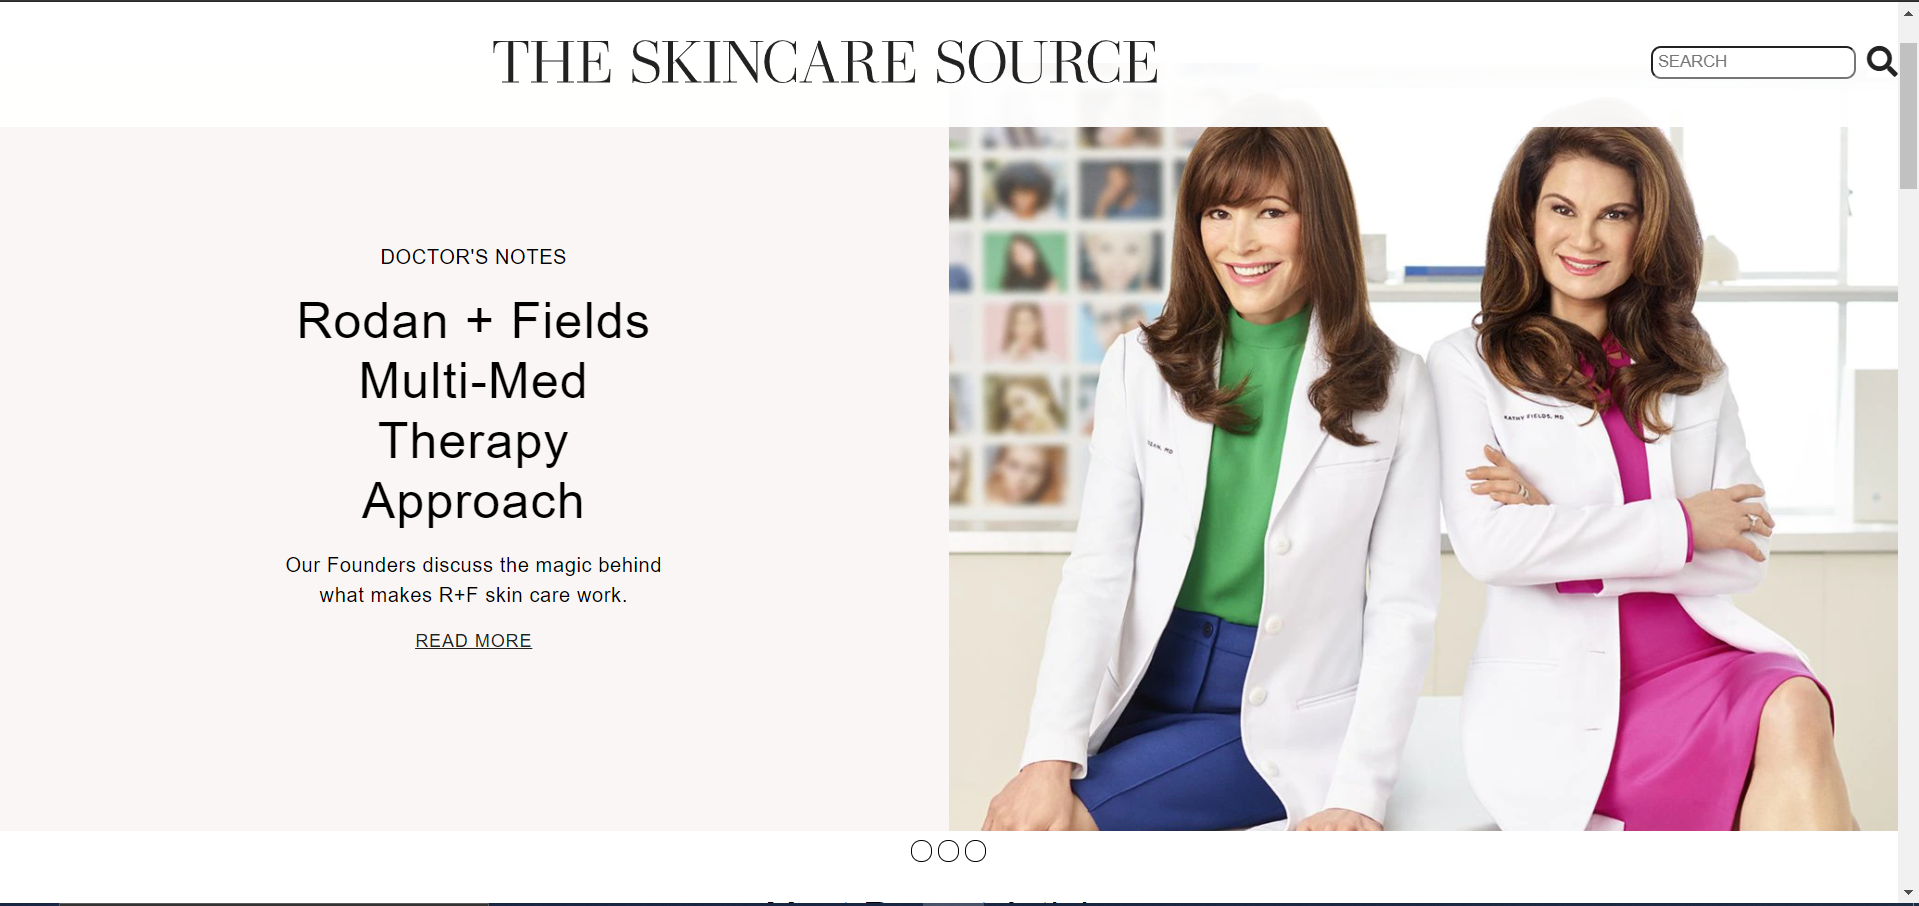 THE SKINCARE SOURCE
SEARCH
DOCTOR'S NOTES
Rodan + Fields
Multi-Med
Therapy
Approach
Our Founders discuss the magic behind
what makes R+F skin care work.
READ MORE
MD
KATHY FIELDS, MD